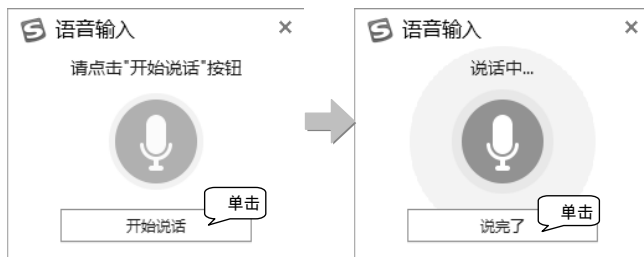 语音输入 ×
请点击"开始说话"按钮
开始说话
单击
语音输入 ×
说话中...
说完了
单击